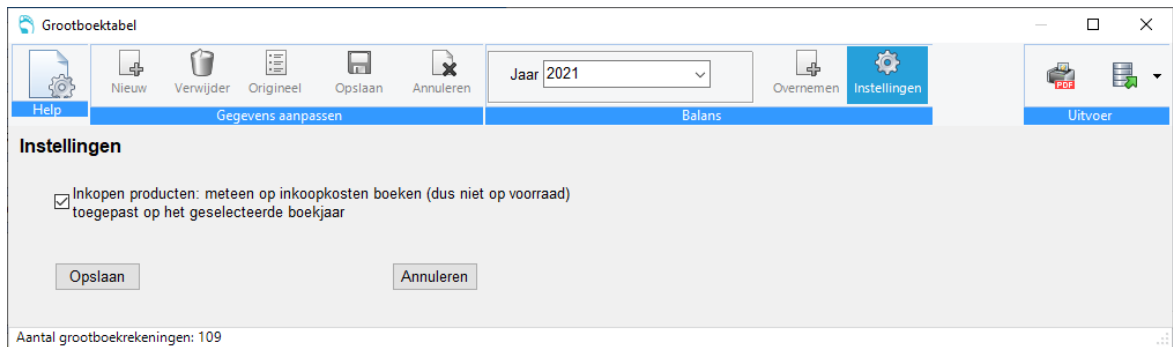 Grootboektabel
Help
Nieuw Verwijder Origineel Opslaan Annuleren
Gegevens aanpassen
Jaar 2021
Overnemen Instellingen
Balans
PDF
Uitvoer
Instellingen
Inkopen producten: meteen op inkoopkosten boeken (dus niet op voorraad)
toegepast op het geselecteerde boekjaar
Opslaan Annuleren
Aantal grootboekrekeningen: 109